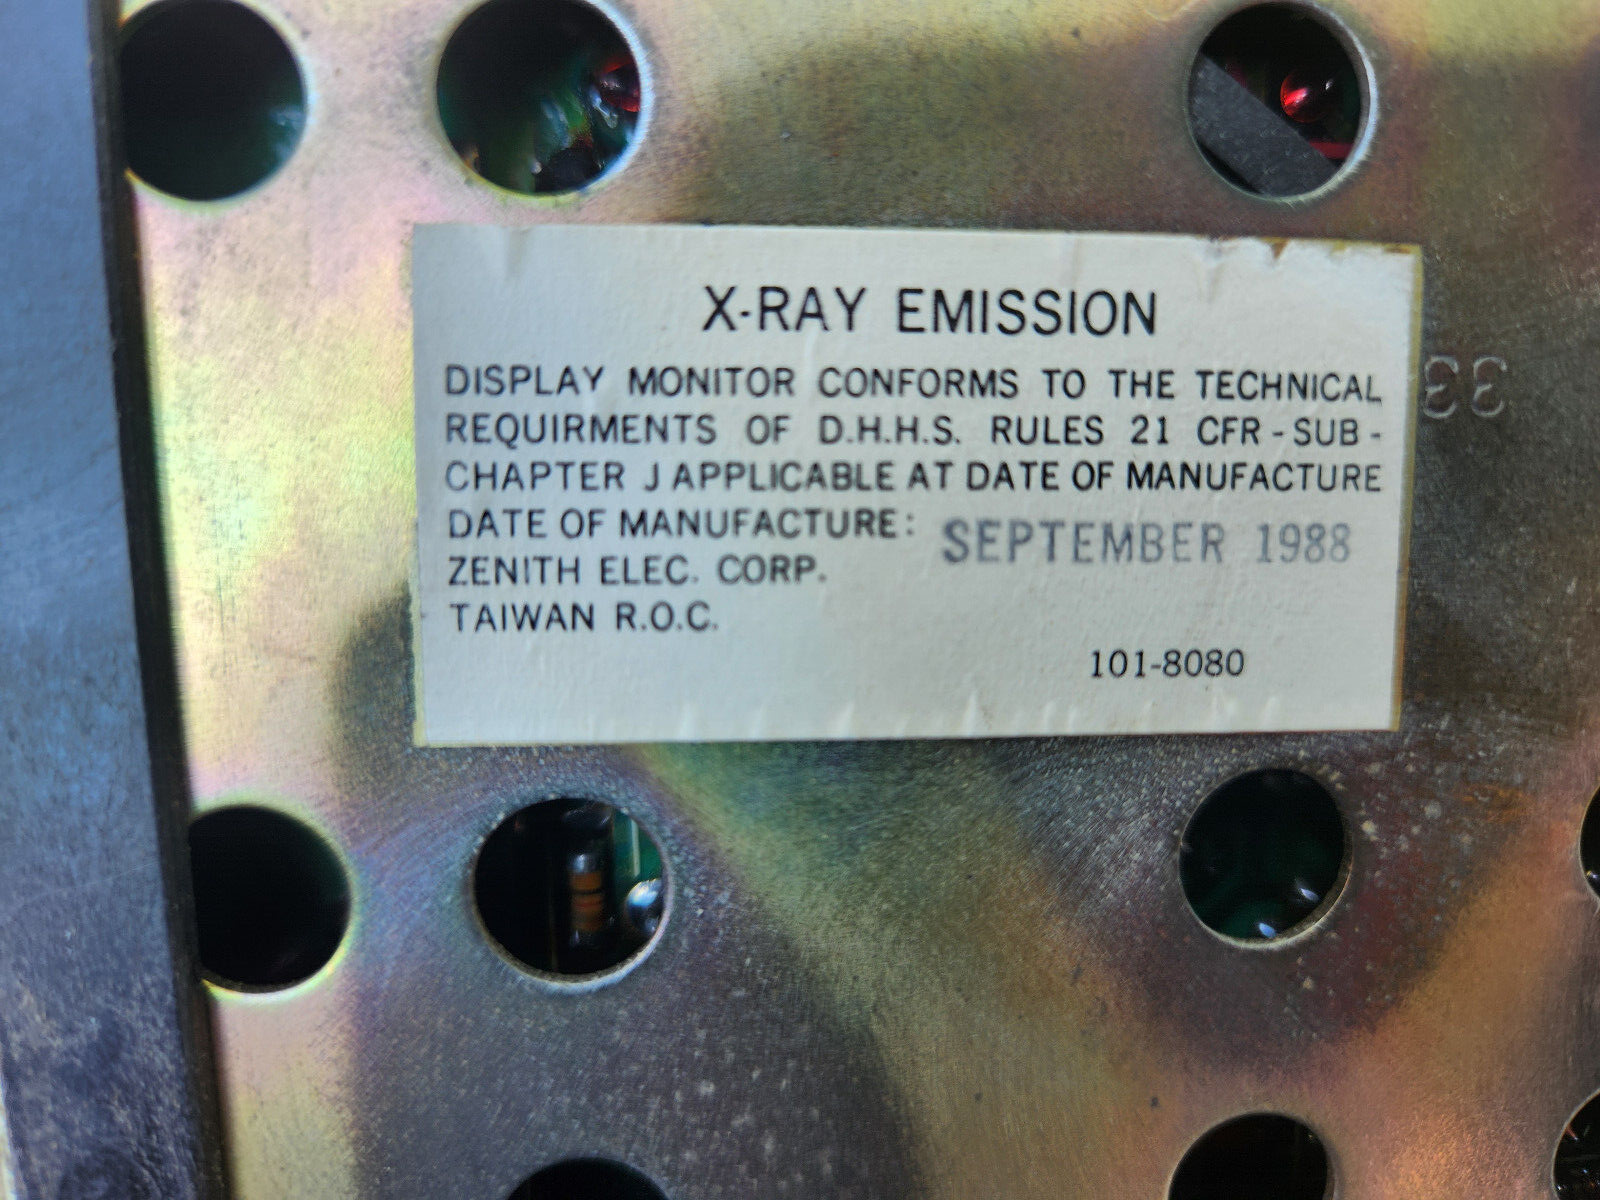 X-RAY EMISSION
DISPLAY MONITOR CONFORMS TO THE TECHNICAL
REQUIRMENTS OF D.H.H.S. RULES 21 CFR-SUB-
CHAPTER J APPLICABLE AT DATE OF MANUFACTURE
DATE OF MANUFACTURE: SEPTEMBER 1988
ZENITH ELEC. CORP.
TAIWAN R.O.C.
101-8080
33